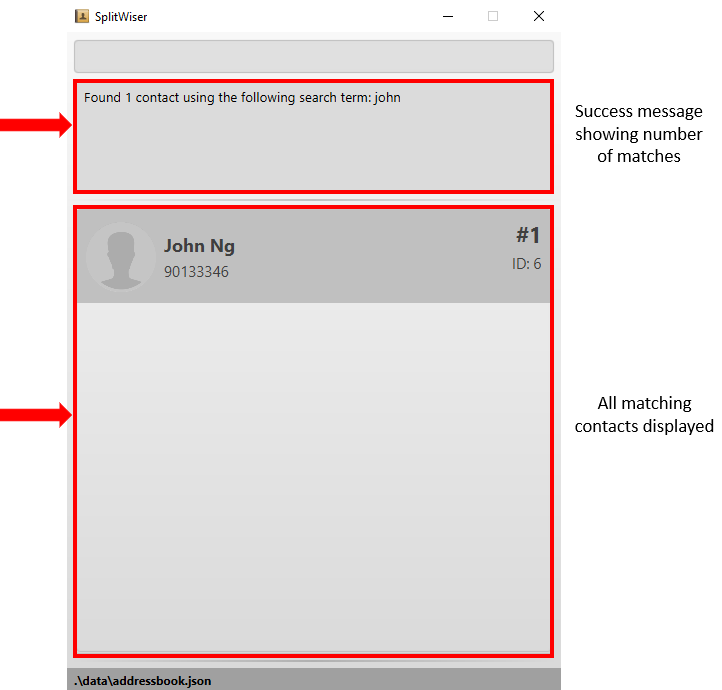 SplitWiser
Found 1 contact using the following search term: john
Success message
showing number
of matches
John Ng
#1
90133346
ID: 6
All matching
contacts displayed
.\data\addressbook.json